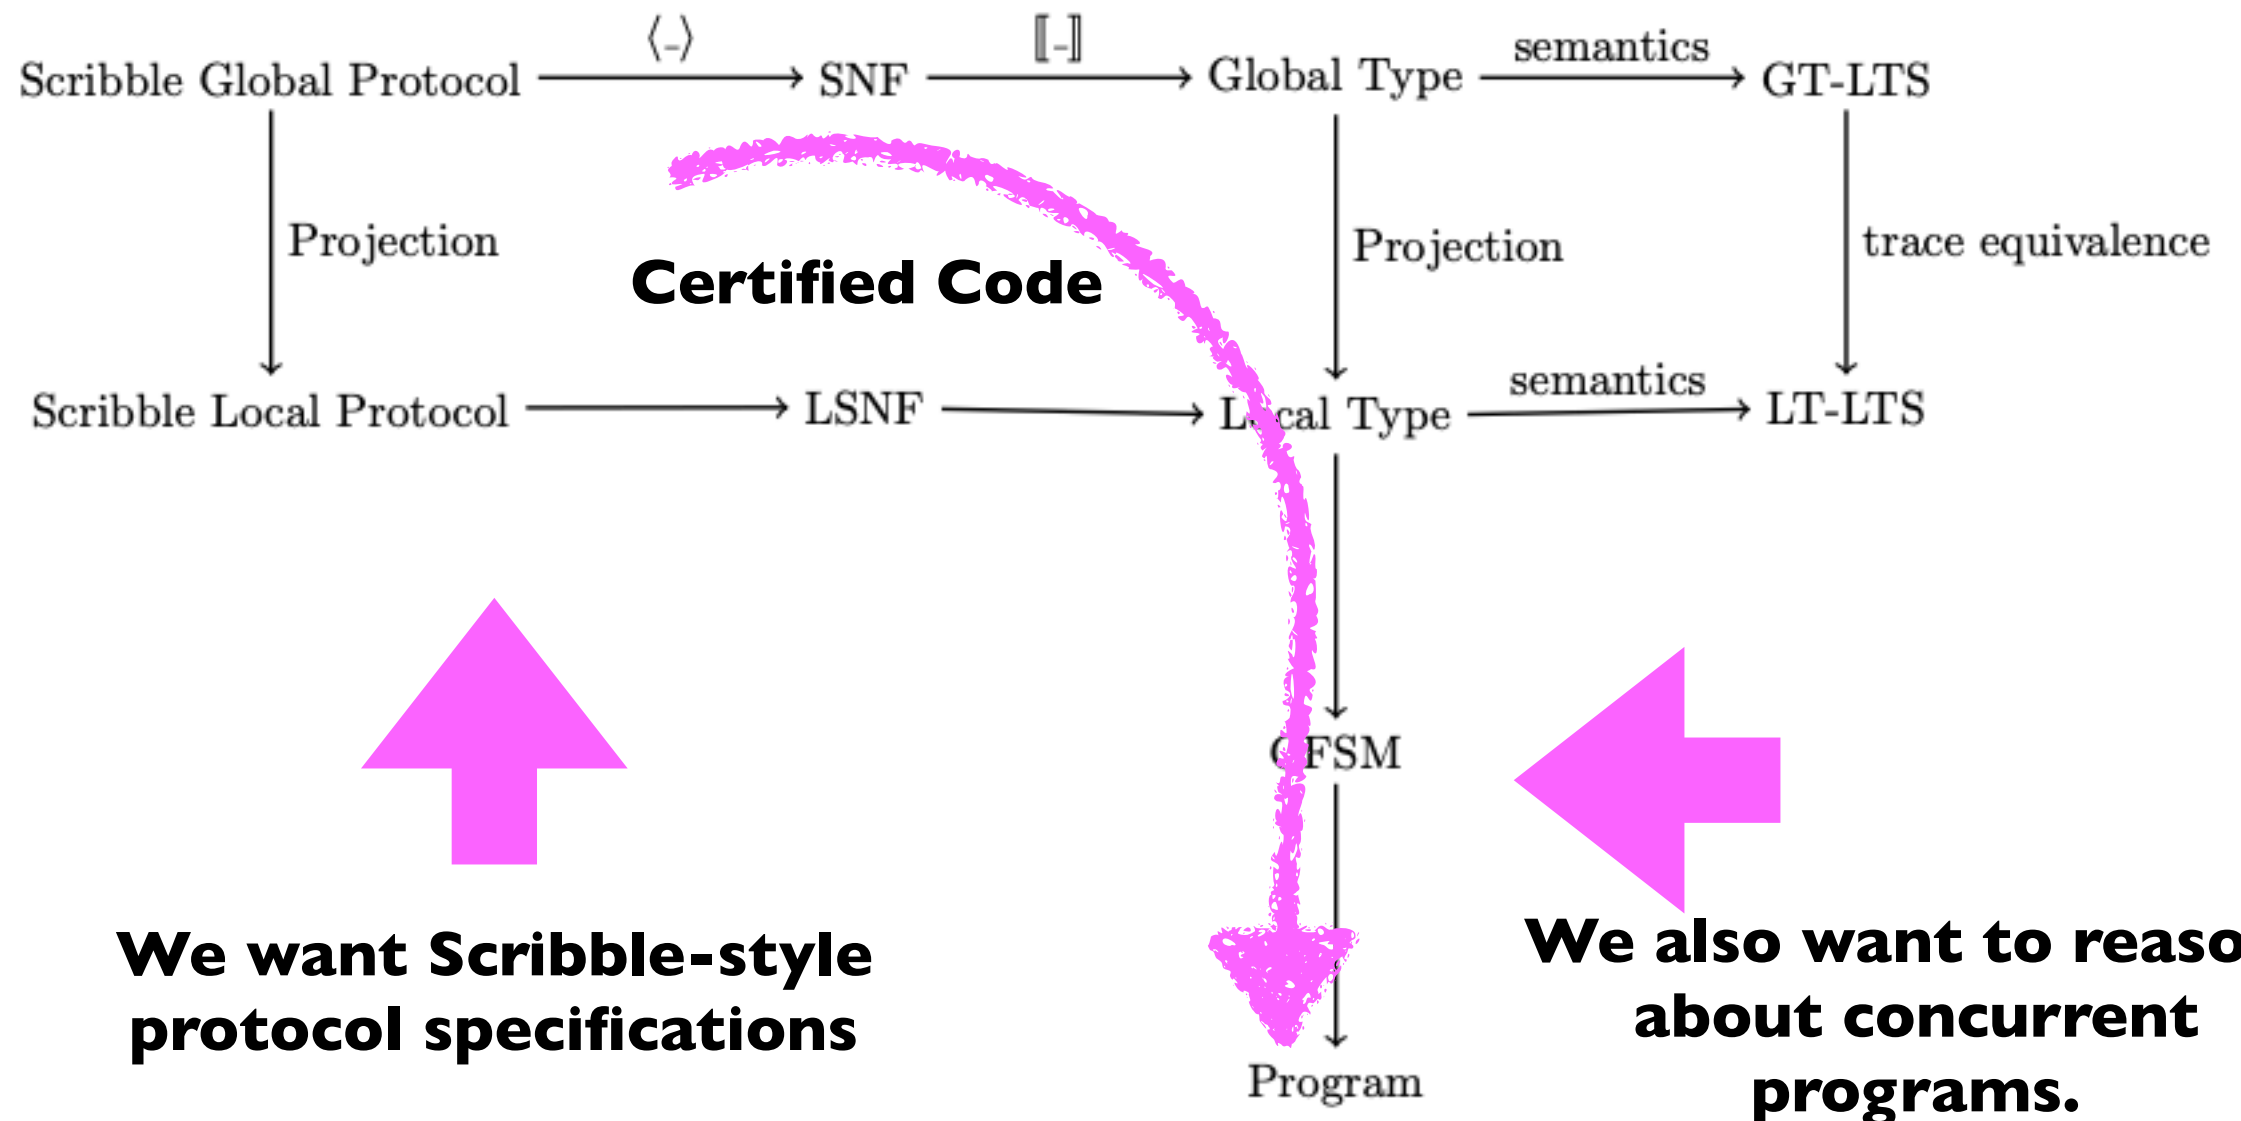 ⟨-⟩
⟦-⟧
semantics
Scribble Global Protocol
SNF
Global Type
GT-LTS
Projection
Projection
trace equivalence
Certified Code
semantics
Scribble Local Protocol
LSNF
Local Type
LT-LTS
CFSM
We want Scribble-style
protocol specifications
We also want to reaso
about concurrent
programs.
Program